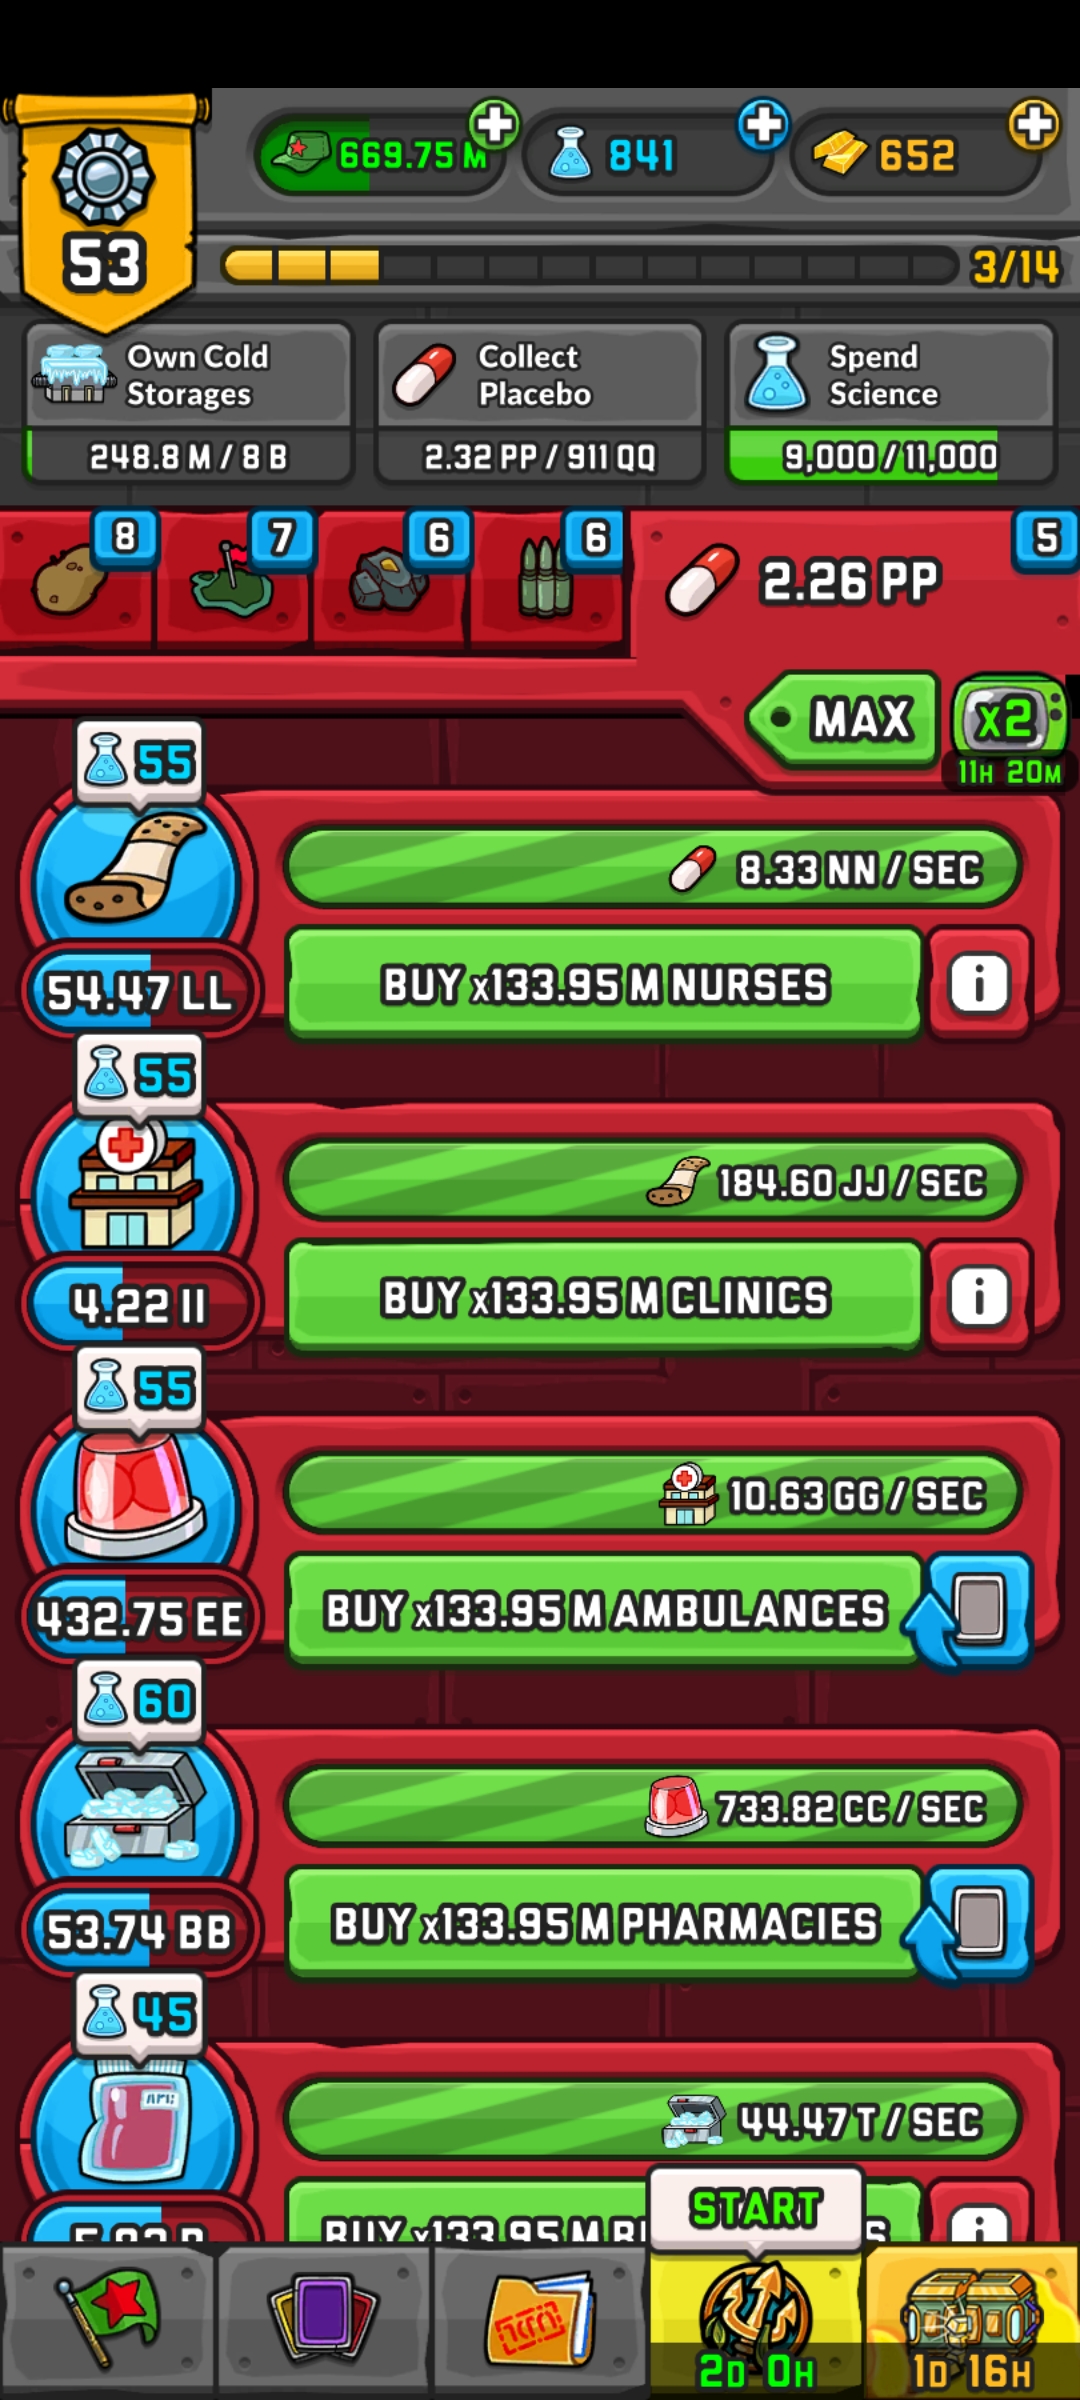 53
669.75 M
841
652
3/14
Own Cold
Storages
248.8 M / 8 B
Collect
Placebo
2.32 PP / 911 QQ
Spend
Science
9,000 / 11,000
8
7
6
6
5
2.26 PP
MAX
x2
11H 20M
55
8.33 NN / SEC
54.47 LL
BUY x133.95 M NURSES
i
55
184.60 JJ / SEC
4.22 II
BUY x133.95 M CLINICS
i
55
10.63 GG / SEC
432.75 EE
BUY x133.95 M AMBULANCES
60
733.82 CC / SEC
53.74 BB
BUY x133.95 M PHARMACIES
45
44.47 T / SEC
BUY x133.95 M
i
START
2D 0H
1D 16H